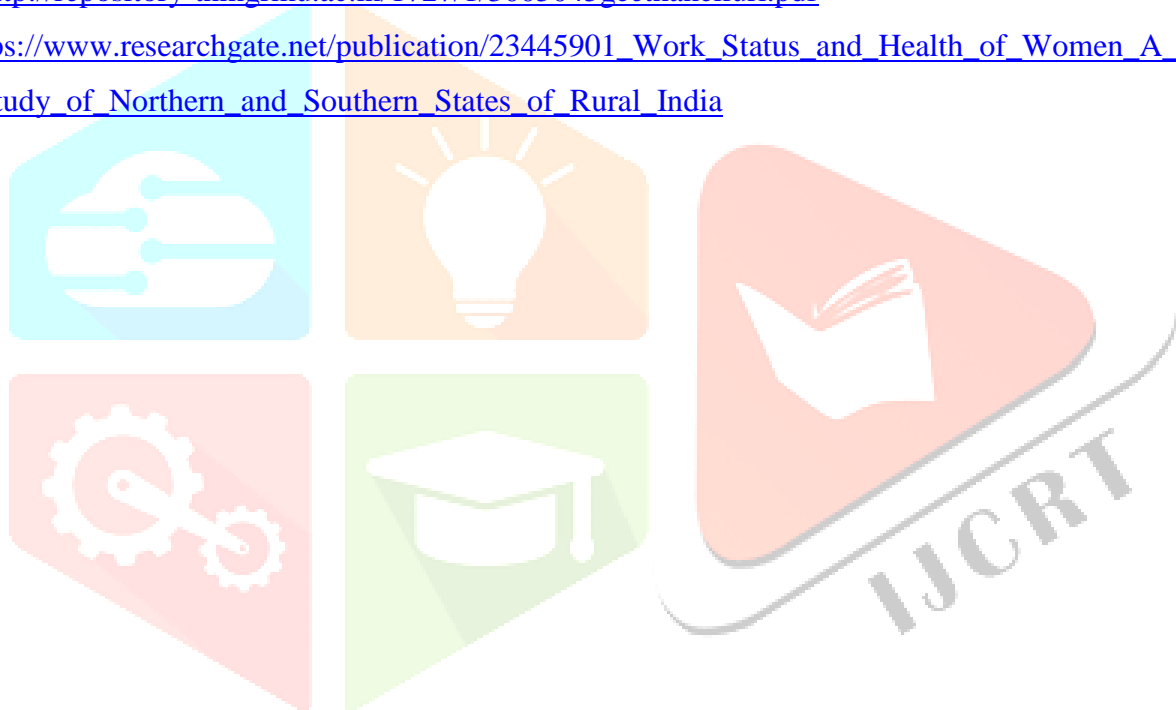 ps://www.researchgate.net/publication/23445901_Work_Status_and_Health_of_Women_A_
tudy_of_Northern_and_Southern_States_of_Rural_India
IJCRT